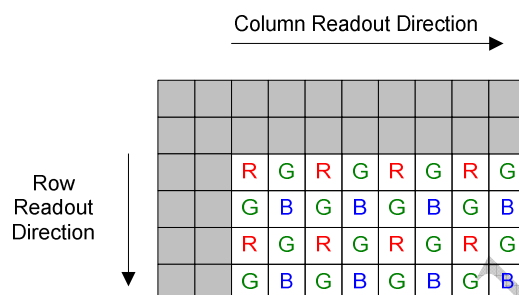 Column Readout Direction
Row
Readout
Direction
R G R G R G R G
G B G B G B G B
R G R G R G R G
G B G B G B G B